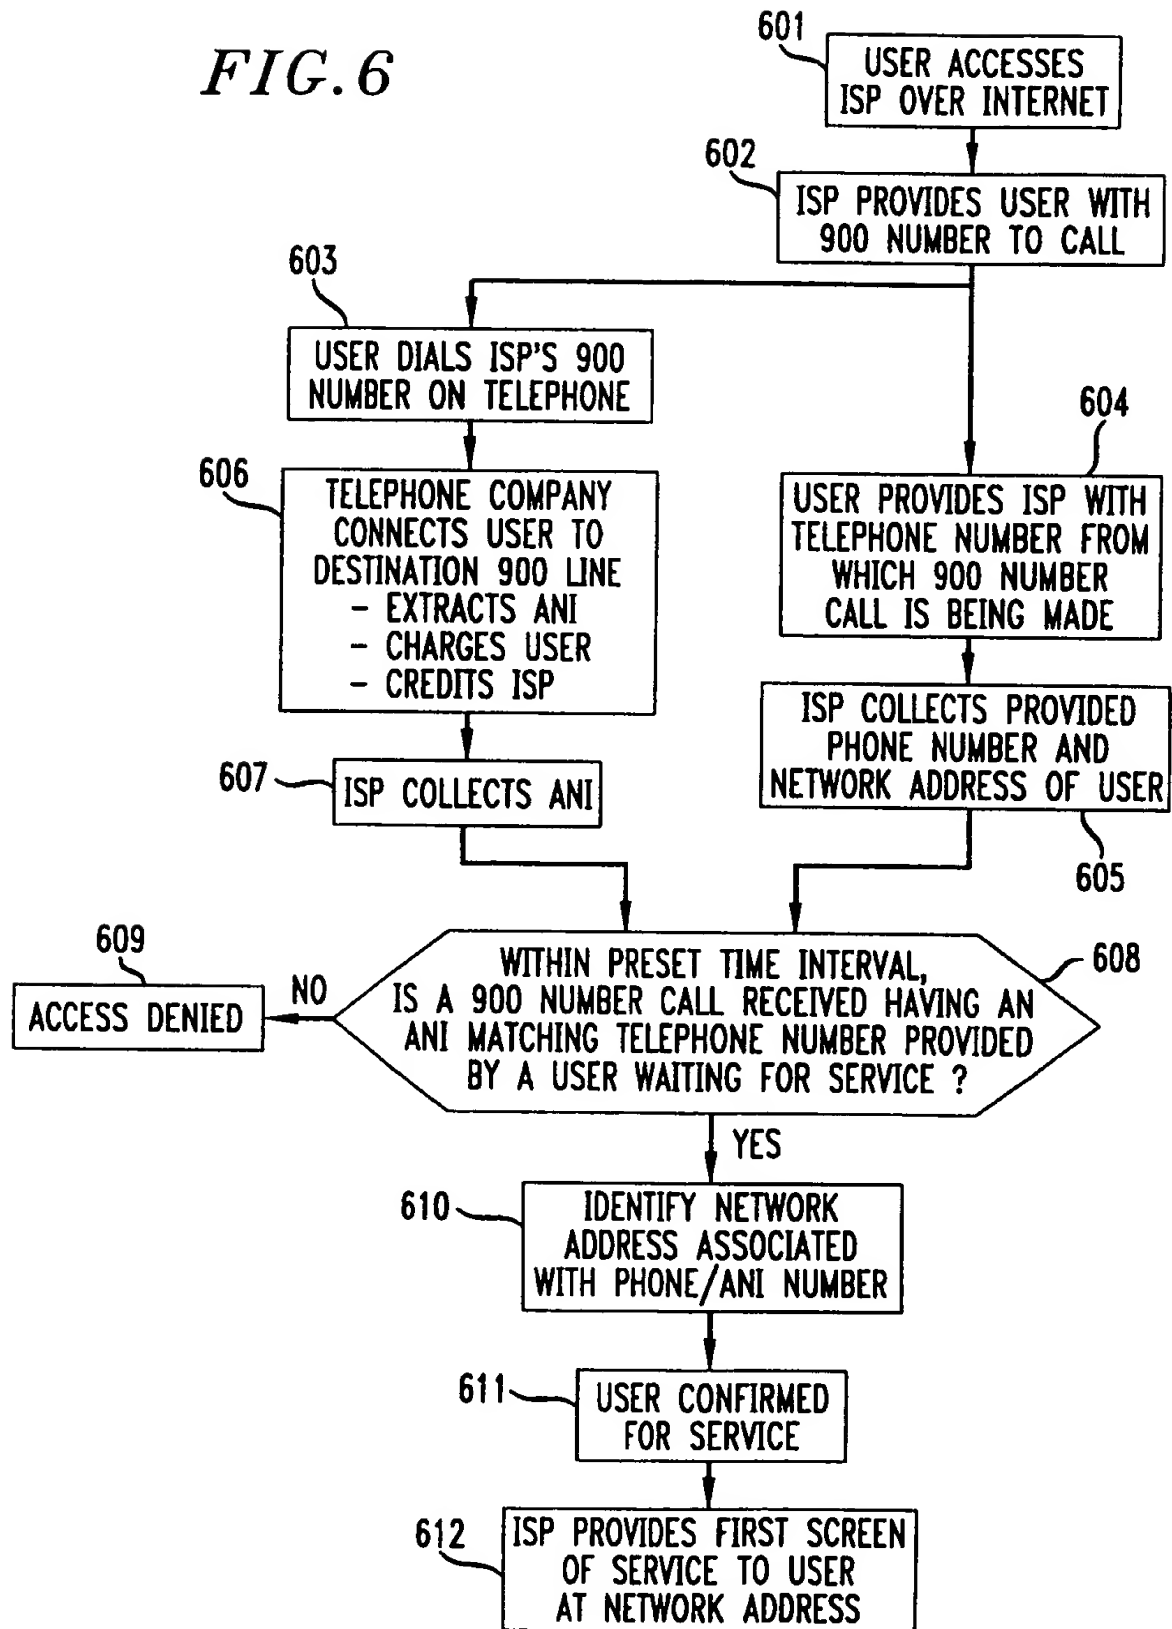 FIG.6
601
USER ACCESSES
ISP OVER INTERNET
602
ISP PROVIDES USER WITH
900 NUMBER TO CALL
603
USER DIALS ISP'S 900
NUMBER ON TELEPHONE
604
USER PROVIDES ISP WITH
TELEPHONE NUMBER FROM
WHICH 900 NUMBER
CALL IS BEING MADE
606
TELEPHONE COMPANY
CONNECTS USER TO
DESTINATION 900 LINE
- EXTRACTS ANI
- CHARGES USER
- CREDITS ISP
ISP COLLECTS PROVIDED
PHONE NUMBER AND
NETWORK ADDRESS OF USER
605
607
ISP COLLECTS ANI
608
WITHIN PRESET TIME INTERVAL,
IS A 900 NUMBER CALL RECEIVED HAVING AN
ANI MATCHING TELEPHONE NUMBER PROVIDED
BY A USER WAITING FOR SERVICE ?
609
NO
ACCESS DENIED
YES
610
IDENTIFY NETWORK
ADDRESS ASSOCIATED
WITH PHONE/ANI NUMBER
611
USER CONFIRMED
FOR SERVICE
612
ISP PROVIDES FIRST SCREEN
OF SERVICE TO USER
AT NETWORK ADDRESS